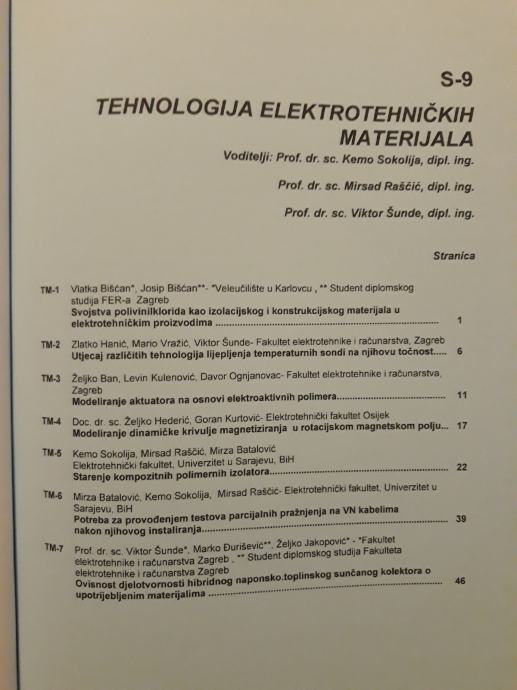 S-9
TEHNOLOGIJA ELEKTROTEHNIČKIH
MATERIJALA
Voditelji: Prof. dr. sc. Kemo Sokolija, dipl. ing.
Prof. dr. sc. Mirsad Raščić, dipl. ing.
Prof. dr. sc. Viktor Šunde, dipl. ing.
Stranica
TM-1 Vlatka Bišćan*, Josip Bišćan**- *Veleučilište u Karlovcu , ** Student diplomskog
studija FER-a Zagreb
Svojstva polivinilklorida kao izolacijskog i konstrukcijskog materijala u
elektrotehničkim proizvodima ........................................................ 1
TM-2 Zlatko Hanić, Mario Vražić, Viktor Šunde- Fakultet elektrotehnike i računarstva, Zagreb
Utjecaj različitih tehnologija lijepljenja temperaturnih sondi na njihovu točnost..... 6
TM-3 Željko Ban, Levin Kulenović, Davor Ognjanovac- Fakultet elektrotehnike i računarstva,
Zagreb
Modeliranje aktuatora na osnovi elektroaktivnih polimera............................ 11
TM-4 Doc. dr. sc. Željko Hederić, Goran Kurtović- Elektrotehnički fakultet Osijek
Modeliranje dinamičke krivulje magnetiziranja u rotacijskom magnetskom polju... 17
TM-5 Kemo Sokolija, Mirsad Raščić, Mirza Batalović
Elektrotehnički fakultet, Univerzitet u Sarajevu, BiH
Starenje kompozitnih polimernih izolatora............................................. 22
TM-6 Mirza Batalović, Kemo Sokolija, Mirsad Raščić- Elektrotehnički fakultet, Univerzitet u
Sarajevu, BiH
Potreba za provođenjem testova parcijalnih pražnjenja na VN kabelima
nakon njihovog instaliranja............................................................... 39
TM-7 Prof. dr. sc. Viktor Šunde*, Marko Đurišević**, Željko Jakopović* - *Fakultet
elektrotehnike i računarstva Zagreb , ** Student diplomskog studija Fakulteta
elektrotehnike i računarstva Zagreb
Ovisnost djelotvornosti hibridnog naponsko.toplinskog sunčanog kolektora o
upotrijebljenim materijalima ............................................................ 46